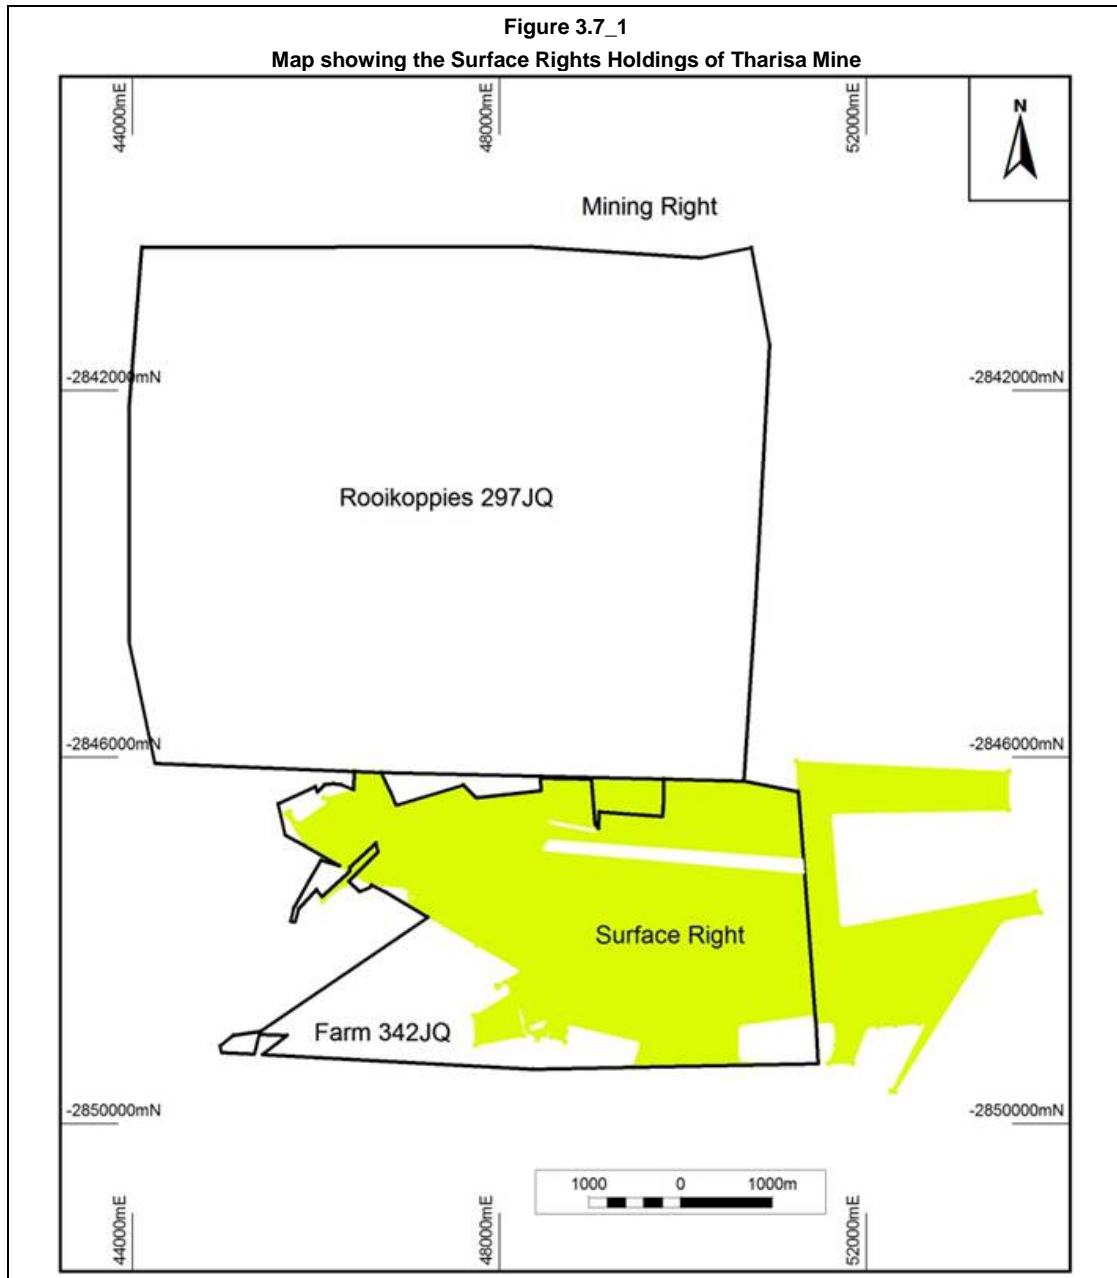 Figure 3.7_1
Map showing the Surface Rights Holdings of Tharisa Mine
44000mE
48000mE
52000mE
N
Mining Right
-2842000mN
-2842000mN
Rooikoppies 297JQ
-2846000mN
-2846000mN
Surface Right
Farm 342JQ
-2850000mN
-2850000mN
1000 0 1000m
44000mE
48000mE
52000mE